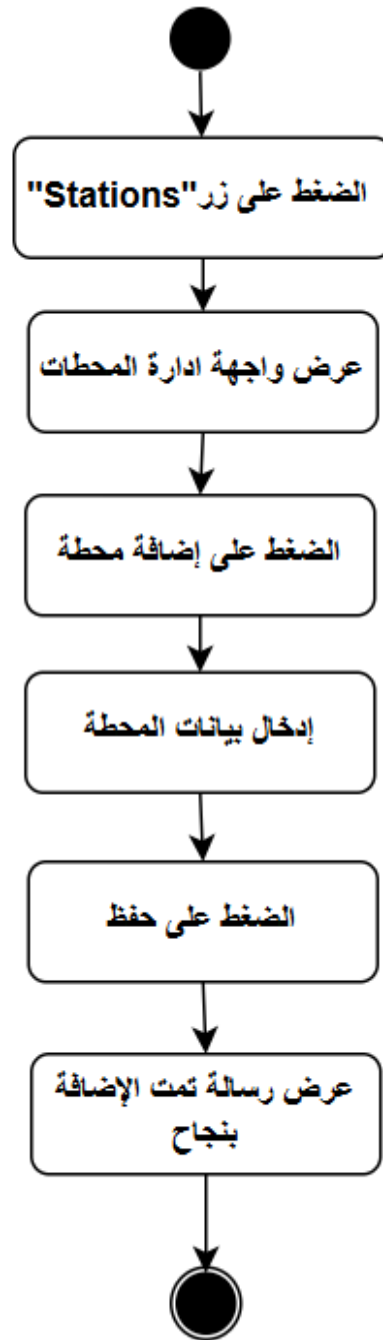 الضغط على زر"Stations"
عرض واجهة ادارة المحطات
الضغط على إضافة محطة
إدخال بيانات المحطة
الضغط على حفظ
عرض رسالة تمت الإضافة
بنجاح